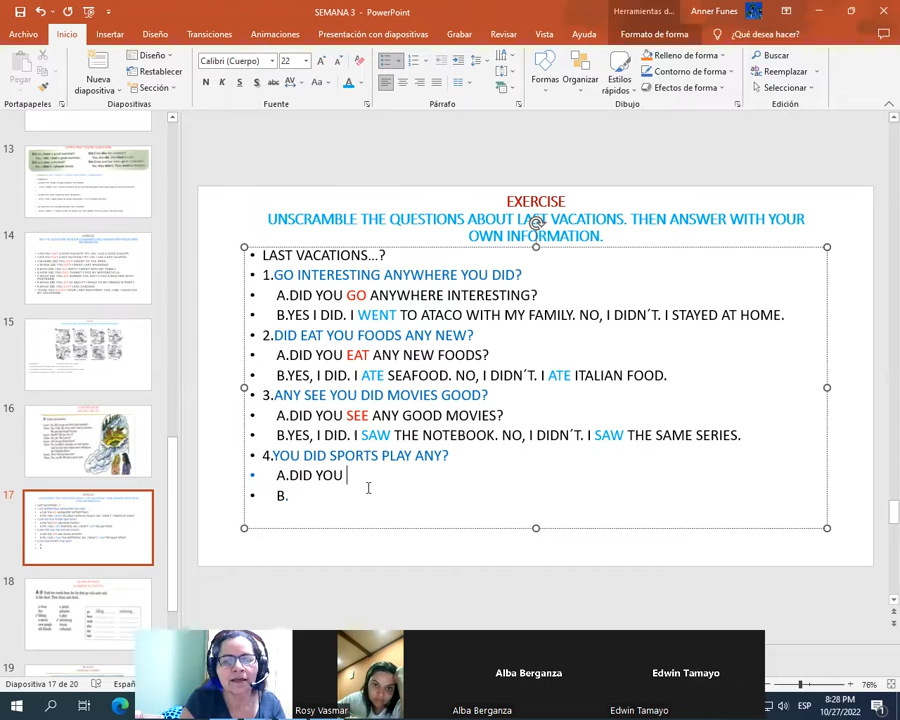 SEMANA 3 - PowerPoint
Herramientas d...
Anner Funes
Archivo
Inicio
Insertar
Diseño
Transiciones
Animaciones
Presentación con diapositivas
Grabar
Revisar
Vista
Ayuda
Formato de forma
¿Qué desea hacer?
Pegar
Nueva diapositiva
Diseño
Restablecer
Sección
Calibri (Cuerpo)
22
N K S abc AV Aa A
Formas
Organizar
Estilos rápidos
Relleno de forma
Contorno de forma
Efectos de forma
Buscar
Reemplazar
Seleccionar
Portapapeles
Diapositivas
Fuente
Párrafo
Dibujo
Edición
13
14
15
16
17
18
19
EXERCISE
UNSCRAMBLE THE QUESTIONS ABOUT LAST VACATIONS. THEN ANSWER WITH YOUR
OWN INFORMATION.
• LAST VACATIONS...?
• 1.GO INTERESTING ANYWHERE YOU DID?
• A.DID YOU GO ANYWHERE INTERESTING?
• B.YES I DID. I WENT TO ATACO WITH MY FAMILY. NO, I DIDN´T. I STAYED AT HOME.
• 2.DID EAT YOU FOODS ANY NEW?
• A.DID YOU EAT ANY NEW FOODS?
• B.YES, I DID. I ATE SEAFOOD. NO, I DIDN´T. I ATE ITALIAN FOOD.
• 3.ANY SEE YOU DID MOVIES GOOD?
• A.DID YOU SEE ANY GOOD MOVIES?
• B.YES, I DID. I SAW THE NOTEBOOK. NO, I DIDN´T. I SAW THE SAME SERIES.
• 4.YOU DID SPORTS PLAY ANY?
• A.DID YOU
• B.
Alba Berganza
Edwin Tamayo
Rosy Vasmar
Alba Berganza
Edwin Tamayo
Diapositiva 17 de 20
76%
ESP
8:28 PM
10/27/2022